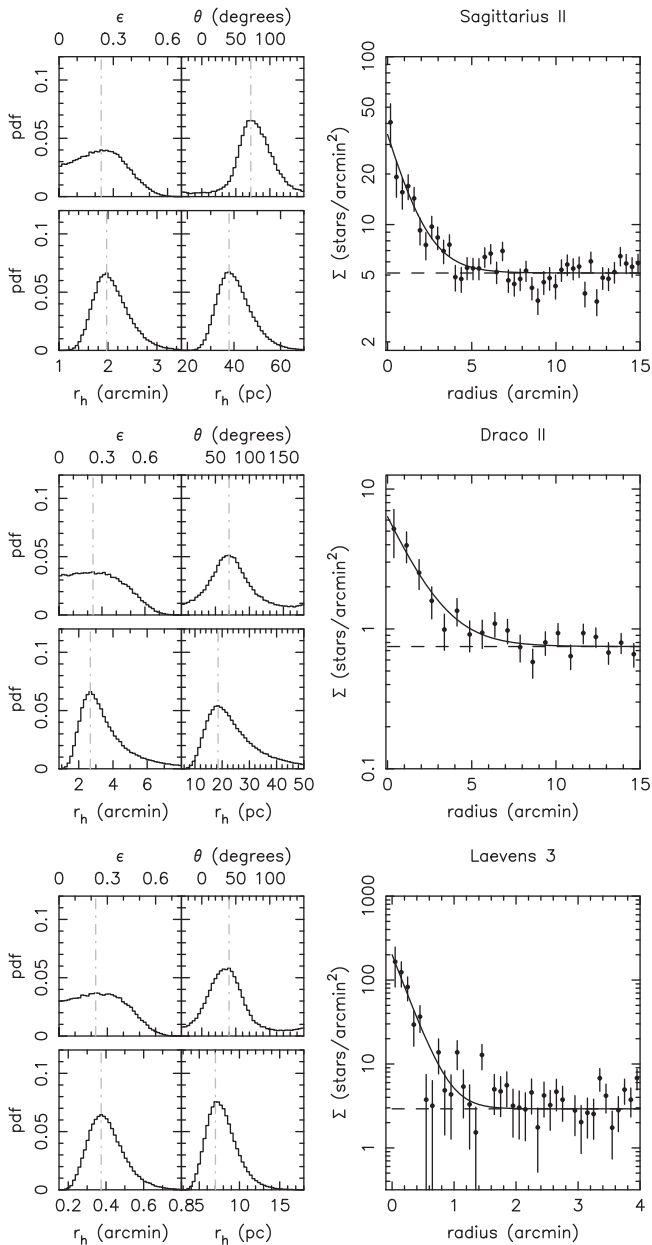 Sagittarius II
ϵ
θ (degrees)
0 0.3 0.6
0 50 100
pdf
0 0.05 0.1
pdf
0 0.05 0.1
1 2 3
20 40 60
r_h (arcmin)
r_h (pc)
Σ (stars/arcmin²)
2 5 10 20 50 100
0 5 10 15
radius (arcmin)
Draco II
ϵ
θ (degrees)
0 0.3 0.6
50 100 150
pdf
0 0.05 0.1
pdf
0 0.05 0.1
2 4 6
10 20 30 40 50
r_h (arcmin)
r_h (pc)
Σ (stars/arcmin²)
0.1 1 10
0 5 10 15
radius (arcmin)
Laevens 3
ϵ
θ (degrees)
0 0.3 0.6
0 50 100
pdf
0 0.05 0.1
pdf
0 0.05 0.1
0.2 0.4 0.6 0.8
5 10 15
r_h (arcmin)
r_h (pc)
Σ (stars/arcmin²)
1 10 100 1000
0 1 2 3 4
radius (arcmin)